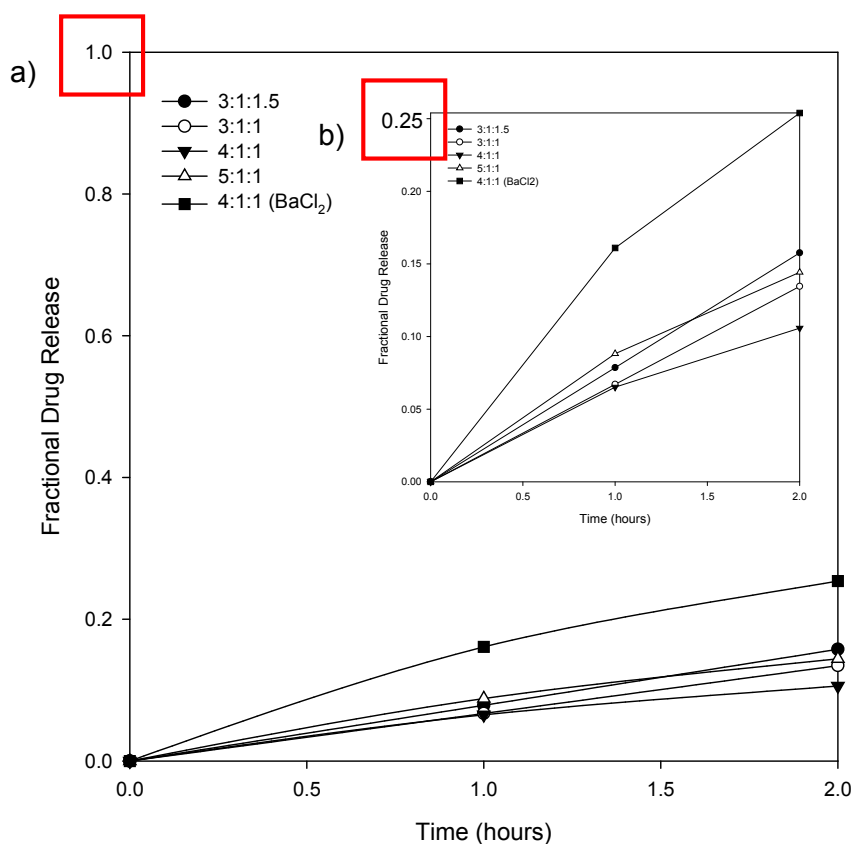 a)
1.0
0.8
0.6
0.4
0.2
0.0
Fractional Drug Release
3:1:1.5
3:1:1
4:1:1
5:1:1
4:1:1 (BaCl₂)
0.0 0.5 1.0 1.5 2.0
Time (hours)
b)
0.25
0.20
0.15
0.10
0.05
0.00
Fractional Drug Release
3:1:1.5
3:1:1
4:1:1
5:1:1
4:1:1 (BaCl2)
0.0 0.5 1.0 1.5 2.0
Time (hours)